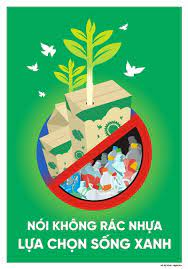 NÓI KHÔNG RÁC NHỰA
LỰA CHỌN SỐNG XANH